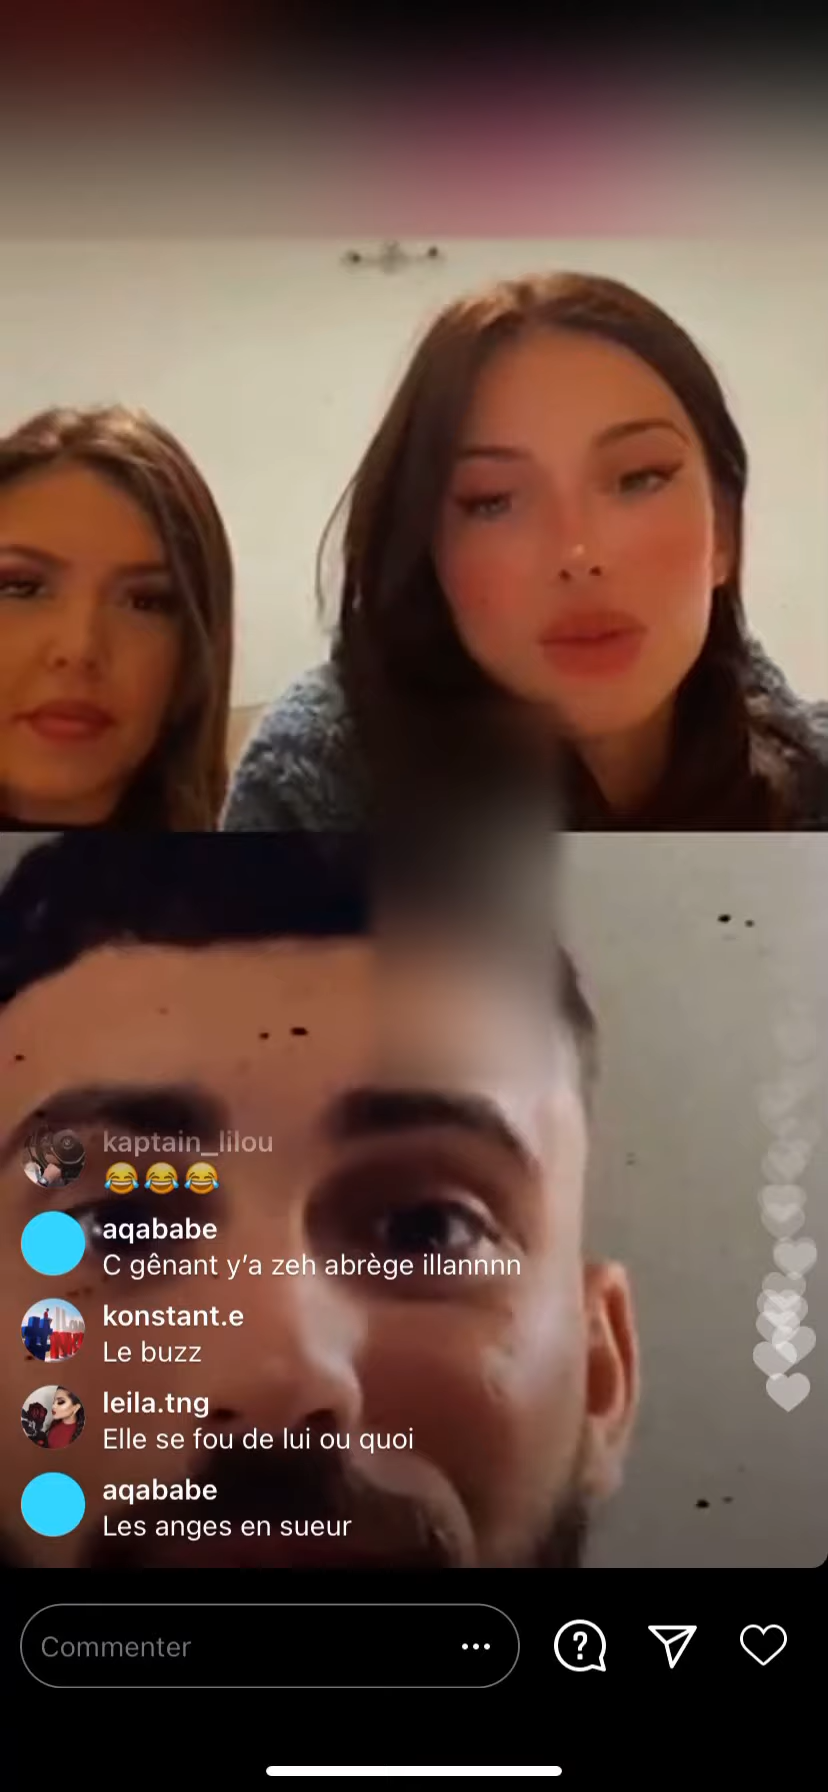 kaptain_lilou
😂😂😂
aqababe
C gênant y’a zeh abrège illannnn
konstant.e
Le buzz
leila.tng
Elle se fou de lui ou quoi
aqababe
Les anges en sueur
Commenter